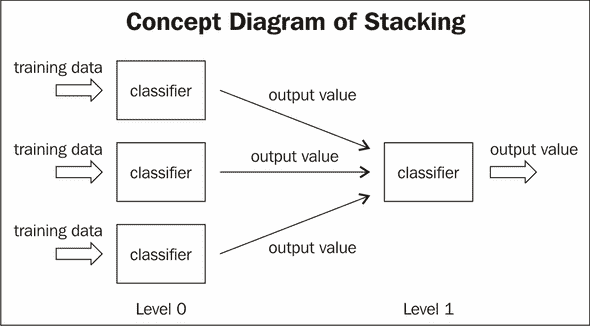 Concept Diagram of Stacking
training data
classifier
output value
training data
classifier
output value
classifier
output value
training data
classifier
output value
Level 0
Level 1